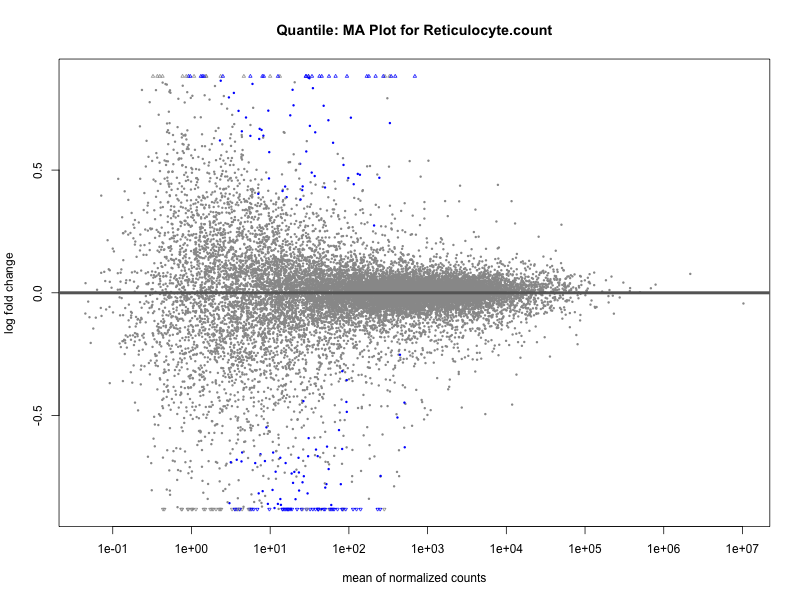 Quantile: MA Plot for Reticulocyte.count
log fold change
0.5
0.0
-0.5
1e-01 1e+00 1e+01 1e+02 1e+03 1e+04 1e+05 1e+06 1e+07
mean of normalized counts